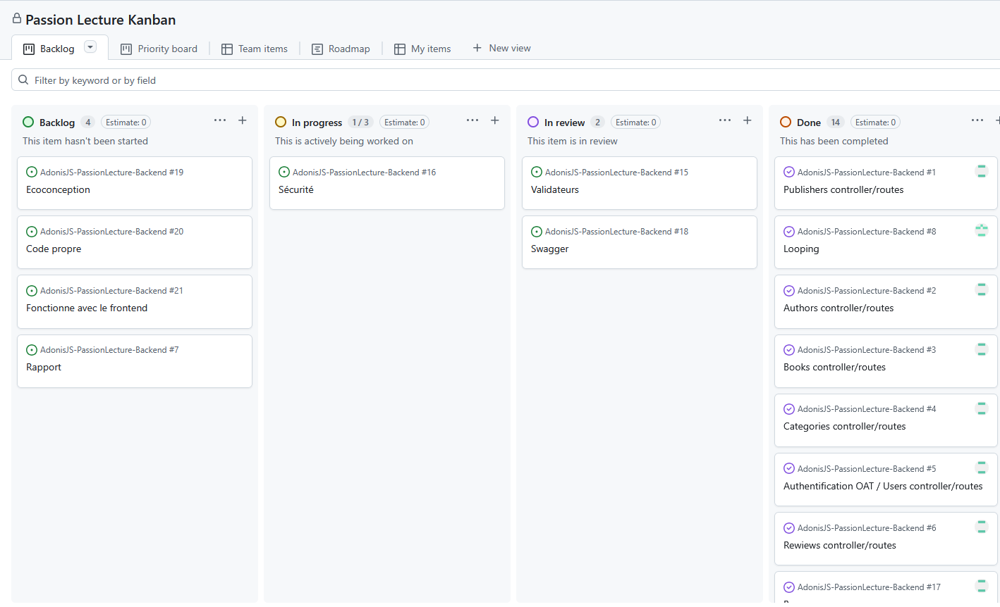 Passion Lecture Kanban
Backlog
Priority board
Team items
Roadmap
My items
New view
Filter by keyword or by field
Backlog 4 Estimate: 0
This item hasn't been started
AdonisJS-PassionLecture-Backend #19
Ecoconception
AdonisJS-PassionLecture-Backend #20
Code propre
AdonisJS-PassionLecture-Backend #21
Fonctionne avec le frontend
AdonisJS-PassionLecture-Backend #7
Rapport
In progress 1 / 3 Estimate: 0
This is actively being worked on
AdonisJS-PassionLecture-Backend #16
Sécurité
In review 2 Estimate: 0
This item is in review
AdonisJS-PassionLecture-Backend #15
Validateurs
AdonisJS-PassionLecture-Backend #18
Swagger
Done 14 Estimate: 0
This has been completed
AdonisJS-PassionLecture-Backend #1
Publishers controller/routes
AdonisJS-PassionLecture-Backend #8
Looping
AdonisJS-PassionLecture-Backend #2
Authors controller/routes
AdonisJS-PassionLecture-Backend #3
Books controller/routes
AdonisJS-PassionLecture-Backend #4
Categories controller/routes
AdonisJS-PassionLecture-Backend #5
Authentification OAT / Users controller/routes
AdonisJS-PassionLecture-Backend #6
Rewiews controller/routes
AdonisJS-PassionLecture-Backend #17